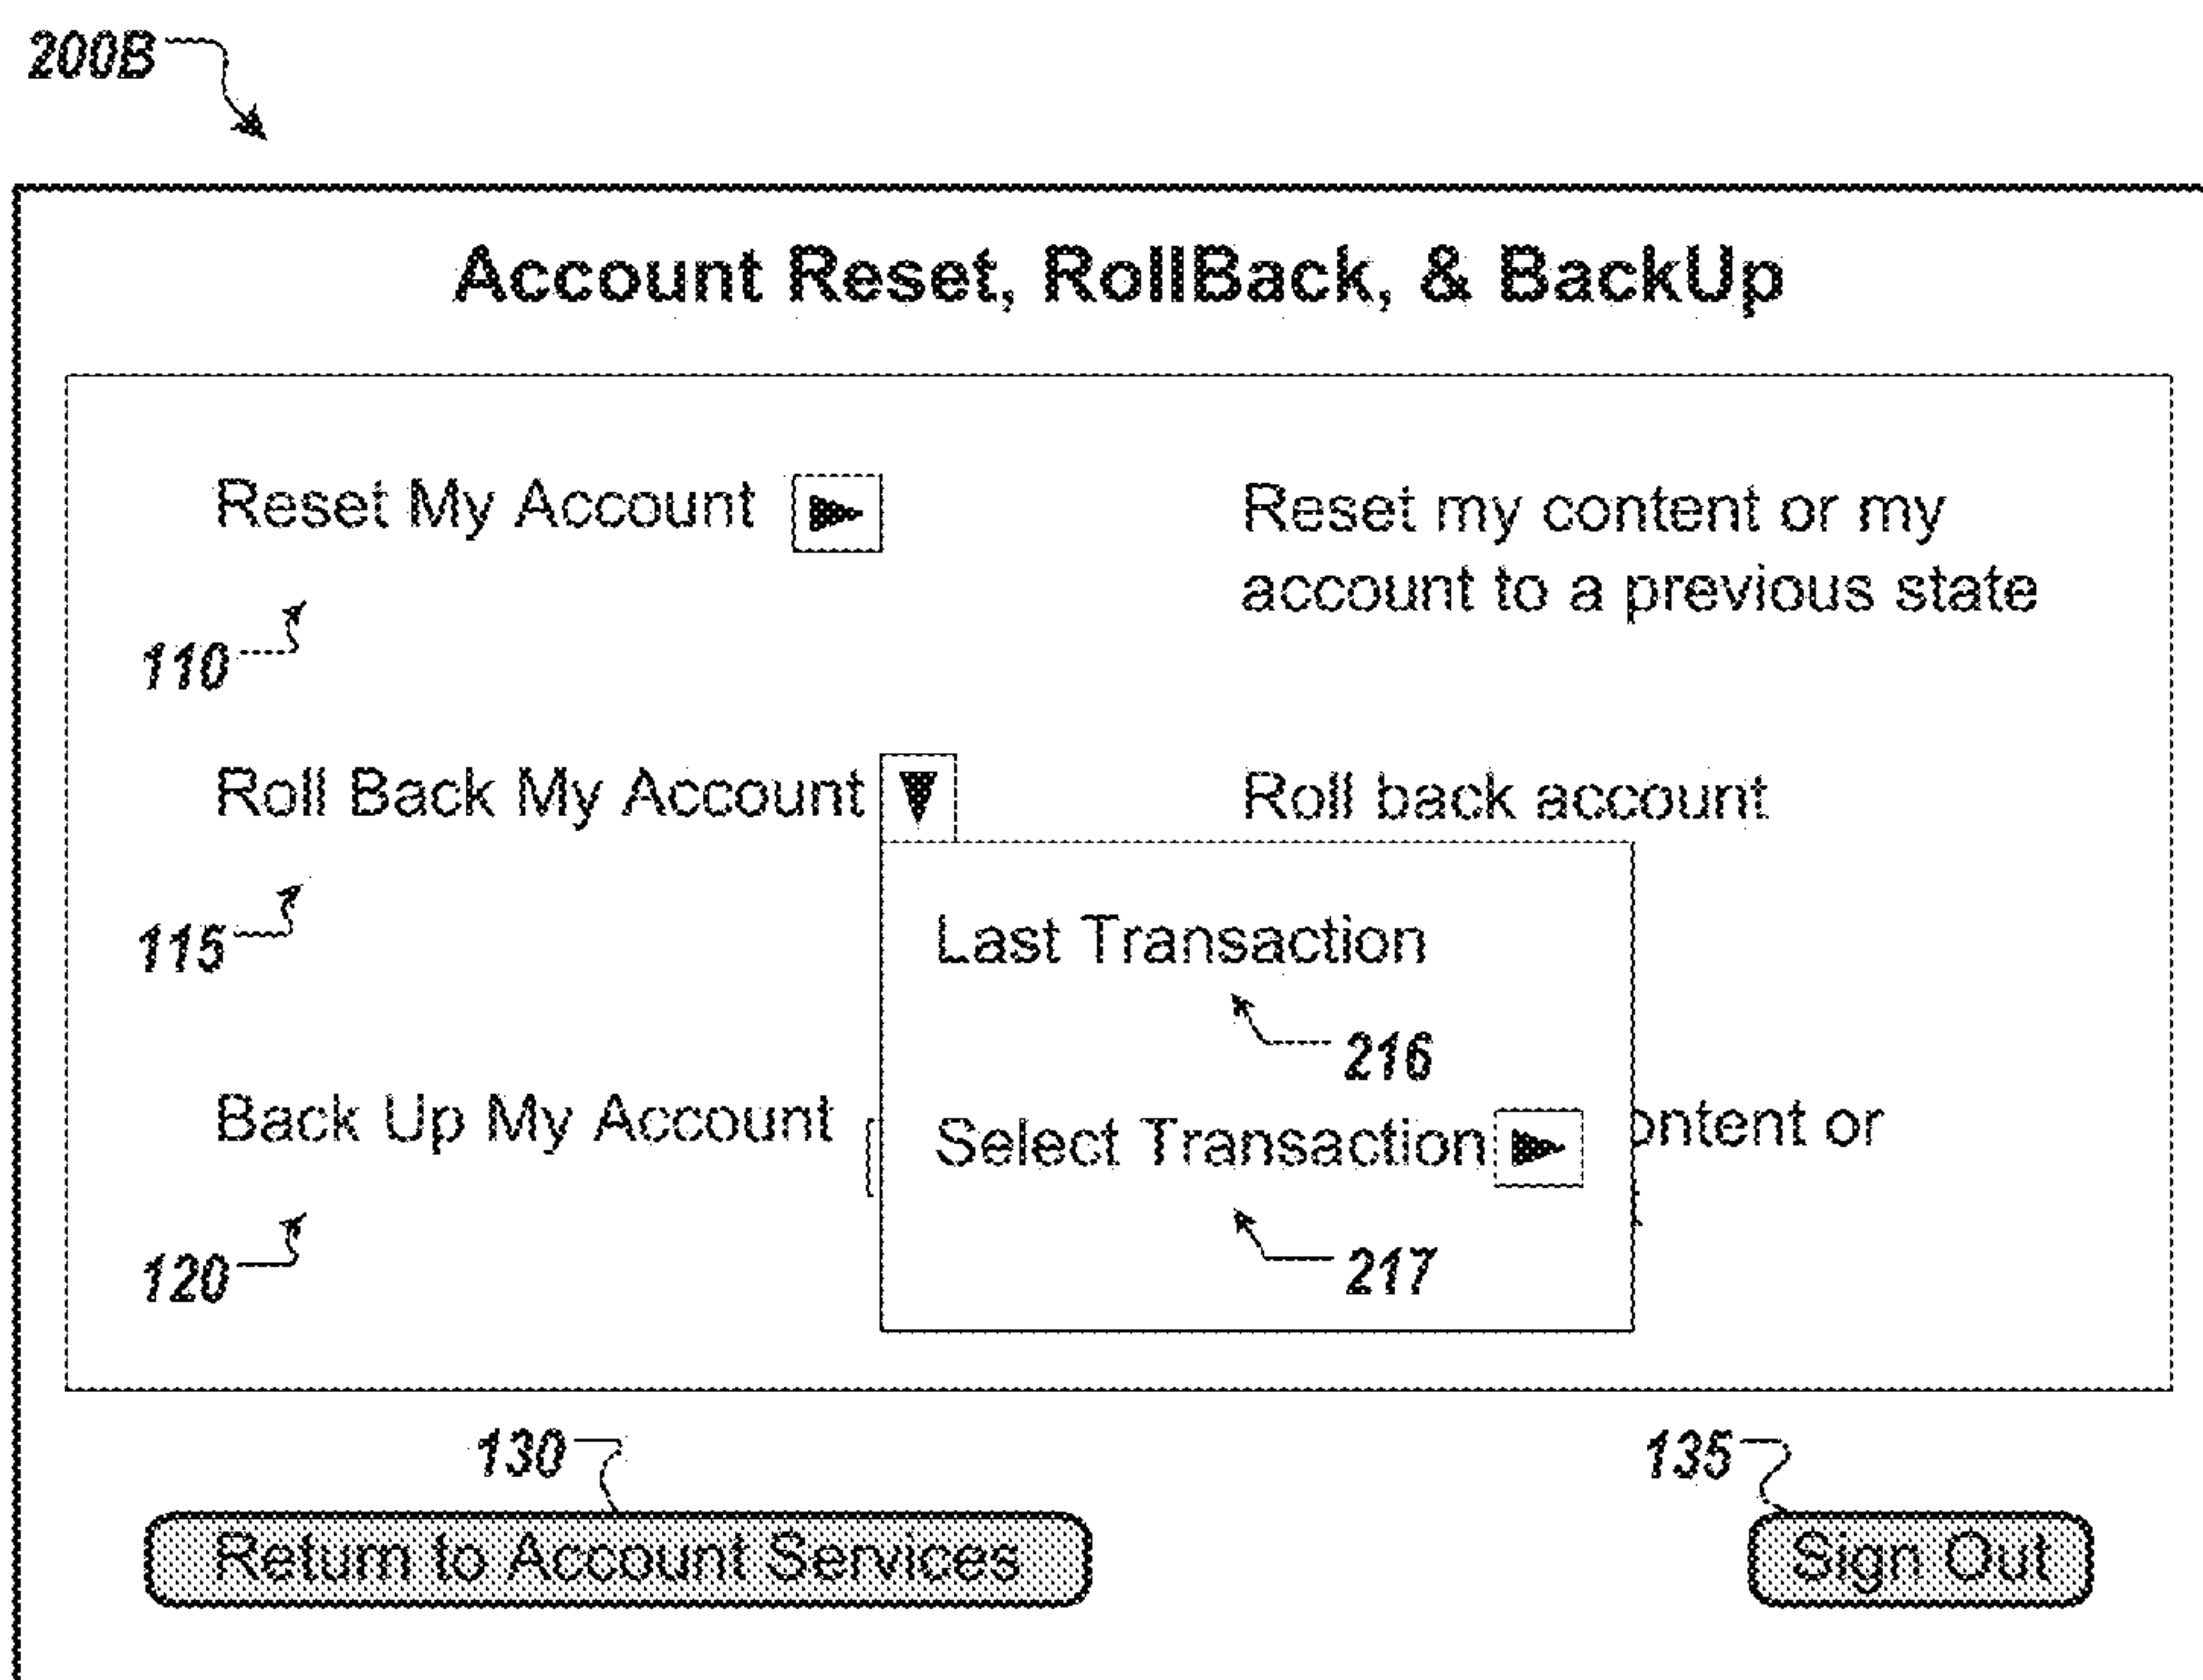 200B
Account Reset, RollBack, & BackUp
Reset My Account
Reset my content or my
account to a previous state
110
Roll Back My Account
Roll back account
115
Last Transaction
216
Back Up My Account
Select Transaction
or
120
217
130
135
Return to Account Services
Sign Out